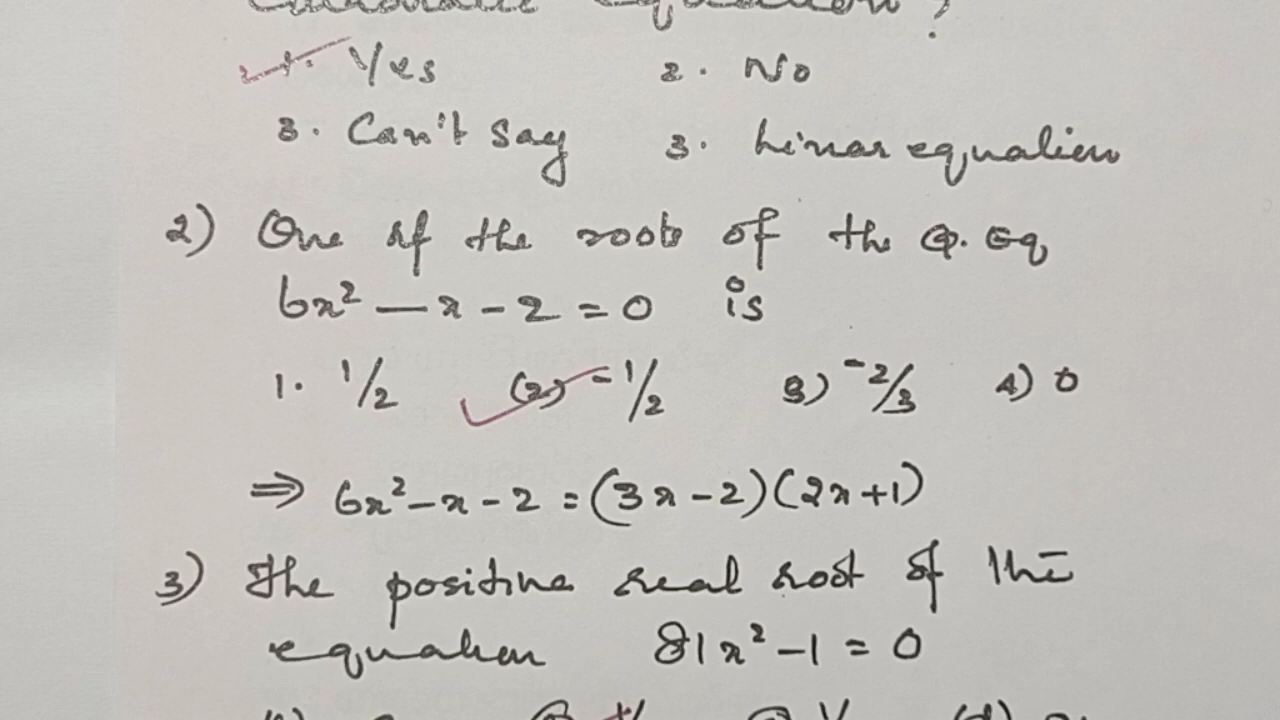 equation?
1. Yes 2. No
3. Can't say 3. Linear equation
2) One of the roots of the Q. Eq
6x² — x - 2 = 0 is
1. 1/2 (2) -1/2 3) -2/3 4) 0
⇒ 6x² - x - 2 = (3x - 2)(2x + 1)
3) The positive real root of the
equation 81x² - 1 = 0